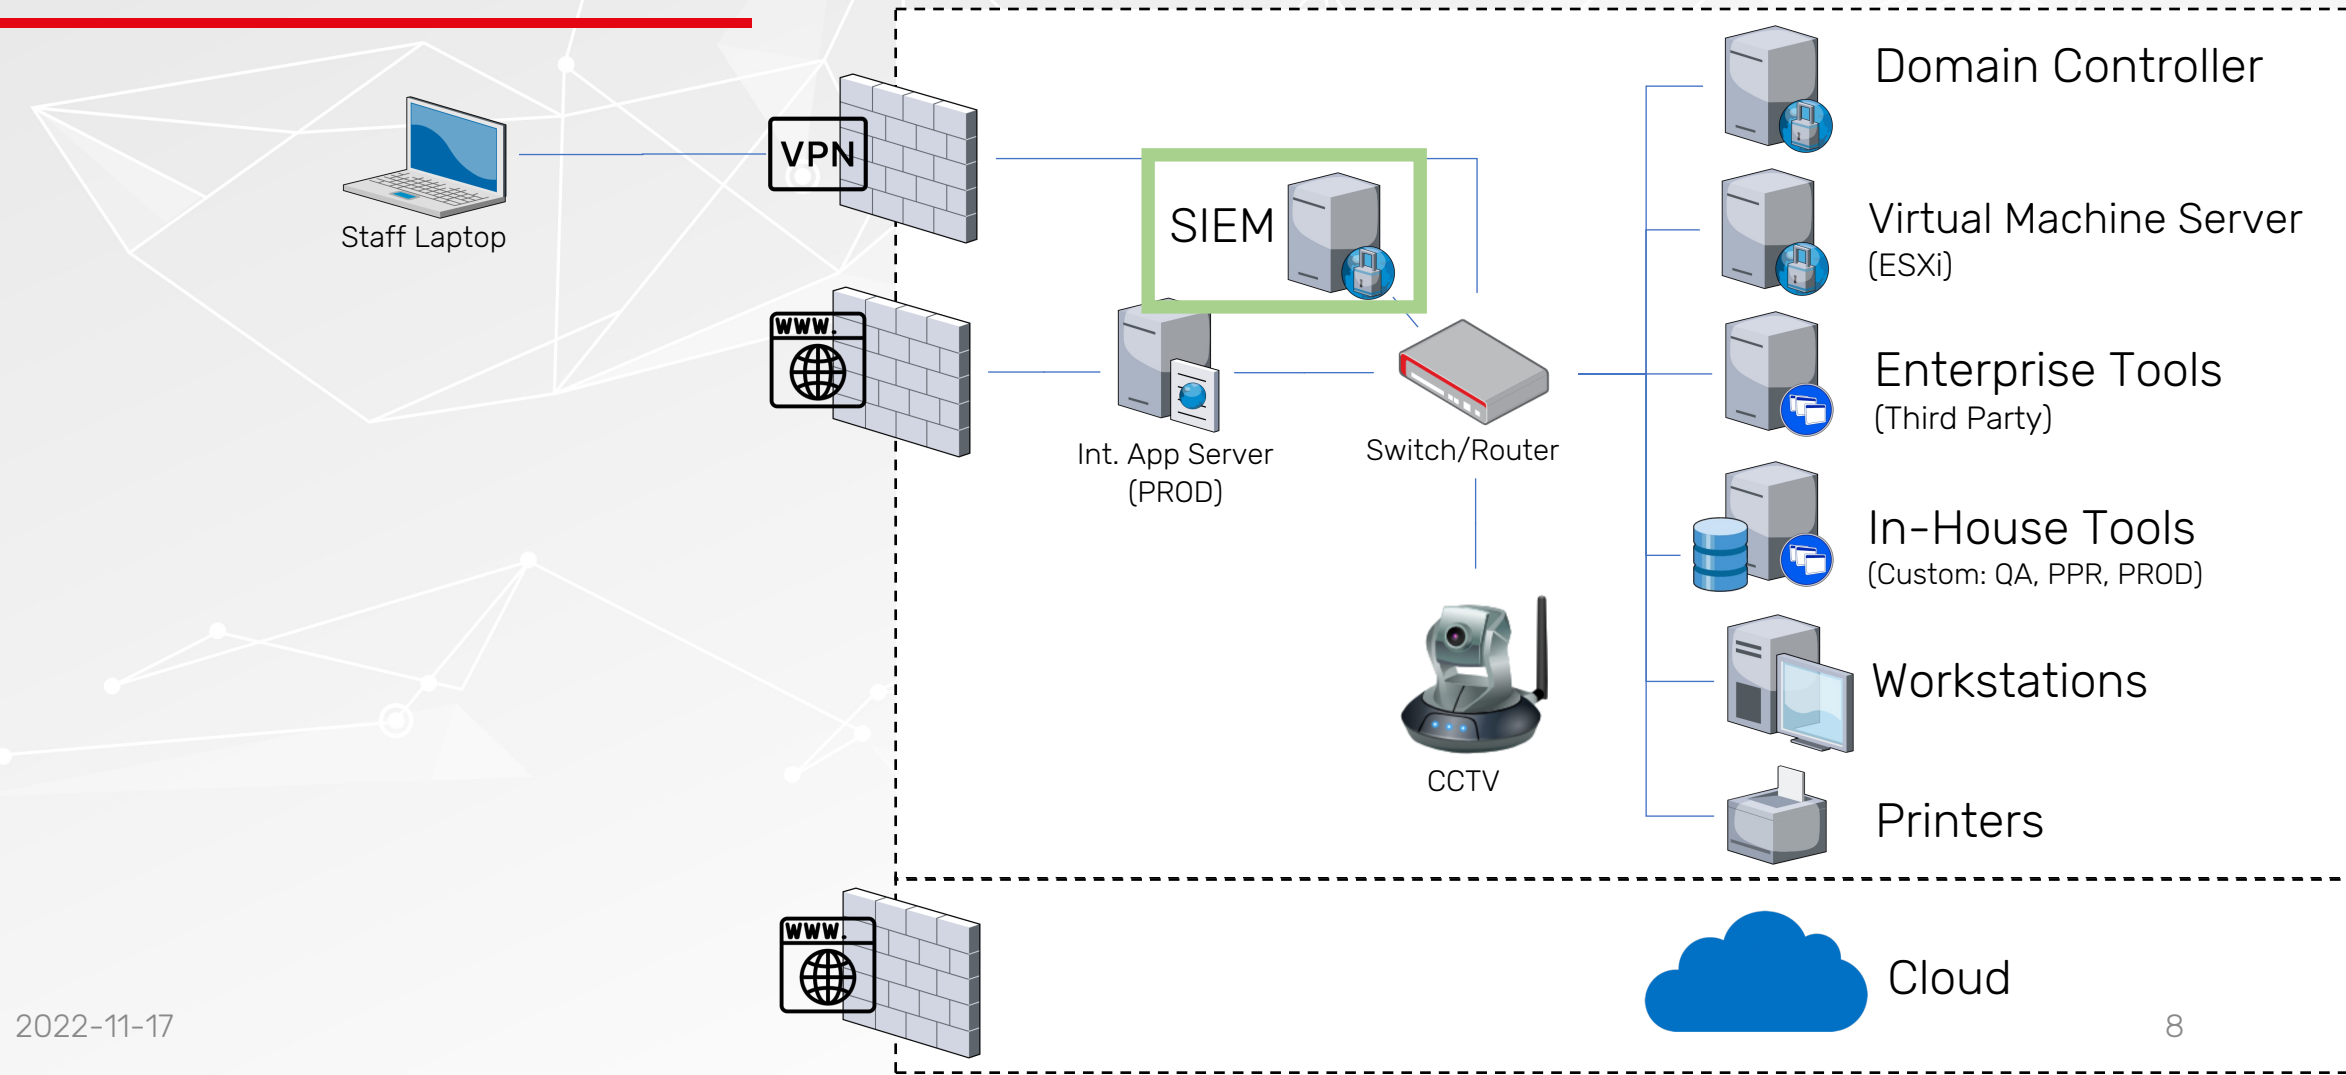 Domain Controller
VPN
Staff Laptop
SIEM
Virtual Machine Server
(ESXi)
WWW.
Int. App Server
(PROD)
Switch/Router
Enterprise Tools
(Third Party)
In-House Tools
(Custom: QA, PPR, PROD)
CCTV
Workstations
Printers
WWW.
Cloud
2022-11-17
8